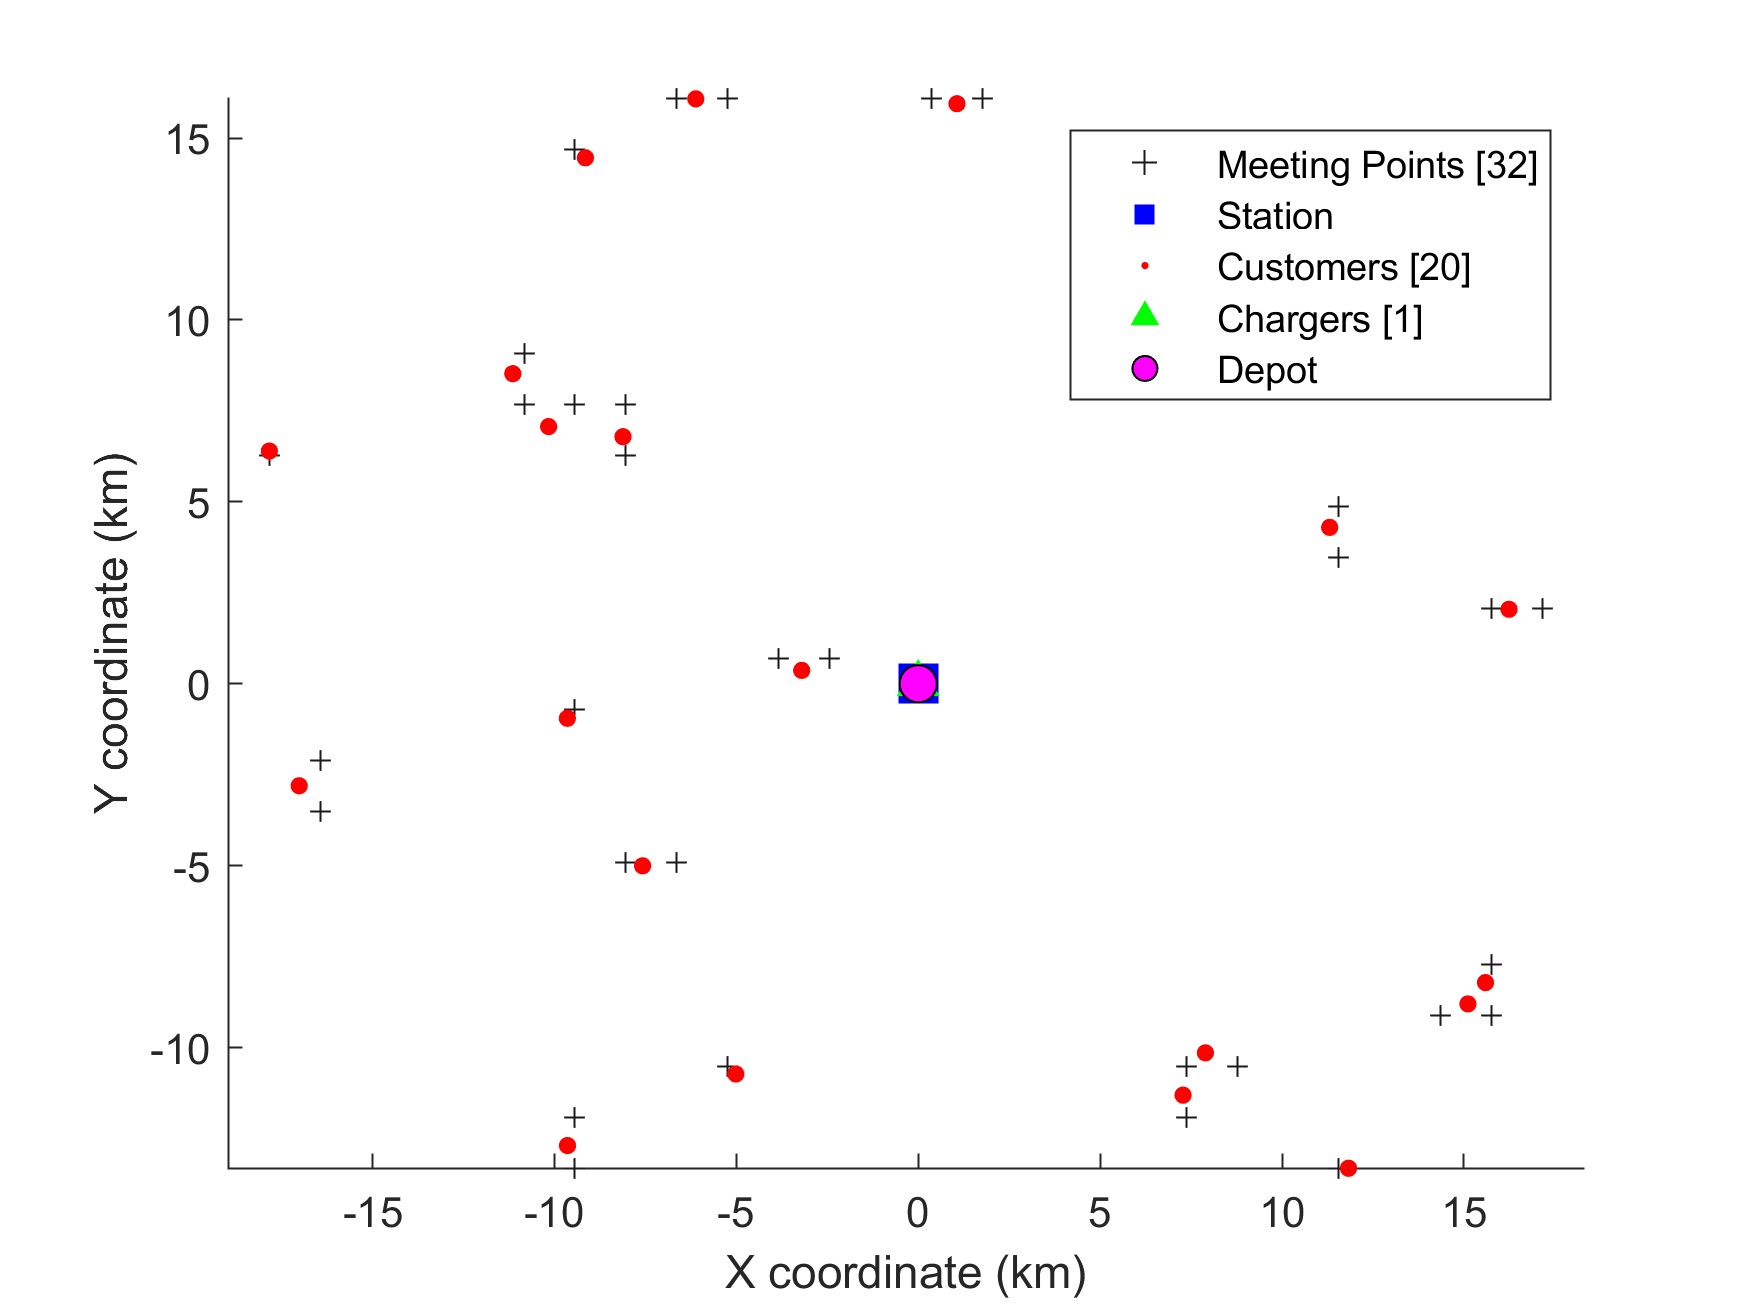 15
10
5
0
-5
-10
Y coordinate (km)
-15
-10
-5
0
5
10
15
X coordinate (km)
Meeting Points [32]
Station
Customers [20]
Chargers [1]
Depot